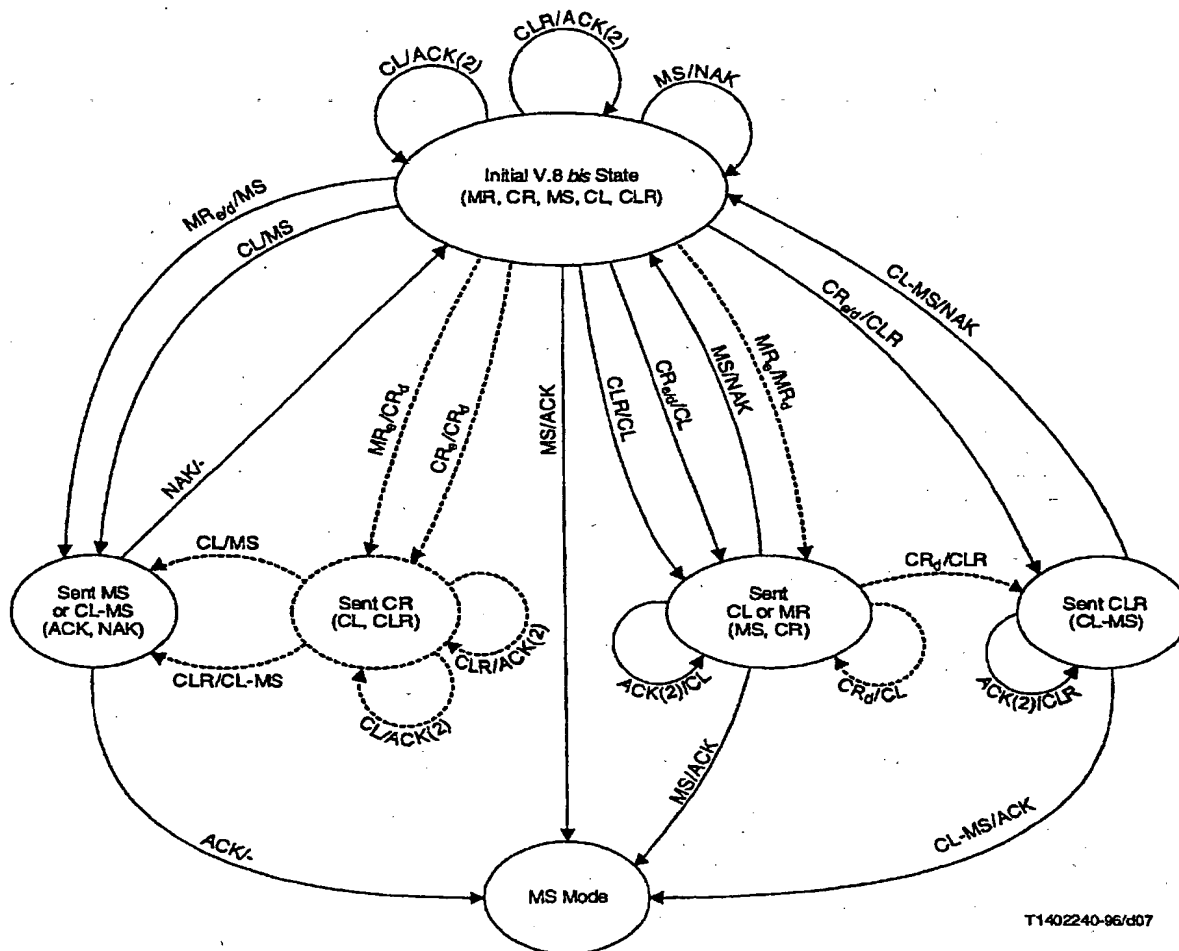 CL/ACK(2)
CLR/ACK(2)
MS/NAK
Initial V.8 bis State
(MR, CR, MS, CL, CLR)
MRe/d/MS
CL/MS
NAK/-
MRe/CRd
CRe/CRd
MS/ACK
CLR/CL
CRe/d/CL
MS/NAK
MRe/MRd
CRe/d/CLR
CL-MS/NAK
Sent MS
or CL-MS
(ACK, NAK)
CL/MS
CLR/CL-MS
Sent CR
(CL, CLR)
CLR/ACK(2)
CL/ACK(2)
Sent
CL or MR
(MS, CR)
ACK(2)/CL
CRd/CL
CRd/CLR
Sent CLR
(CL-MS)
ACK(2)/CLR
ACK/-
MS/ACK
CL-MS/ACK
MS Mode
T1402240-96/d07